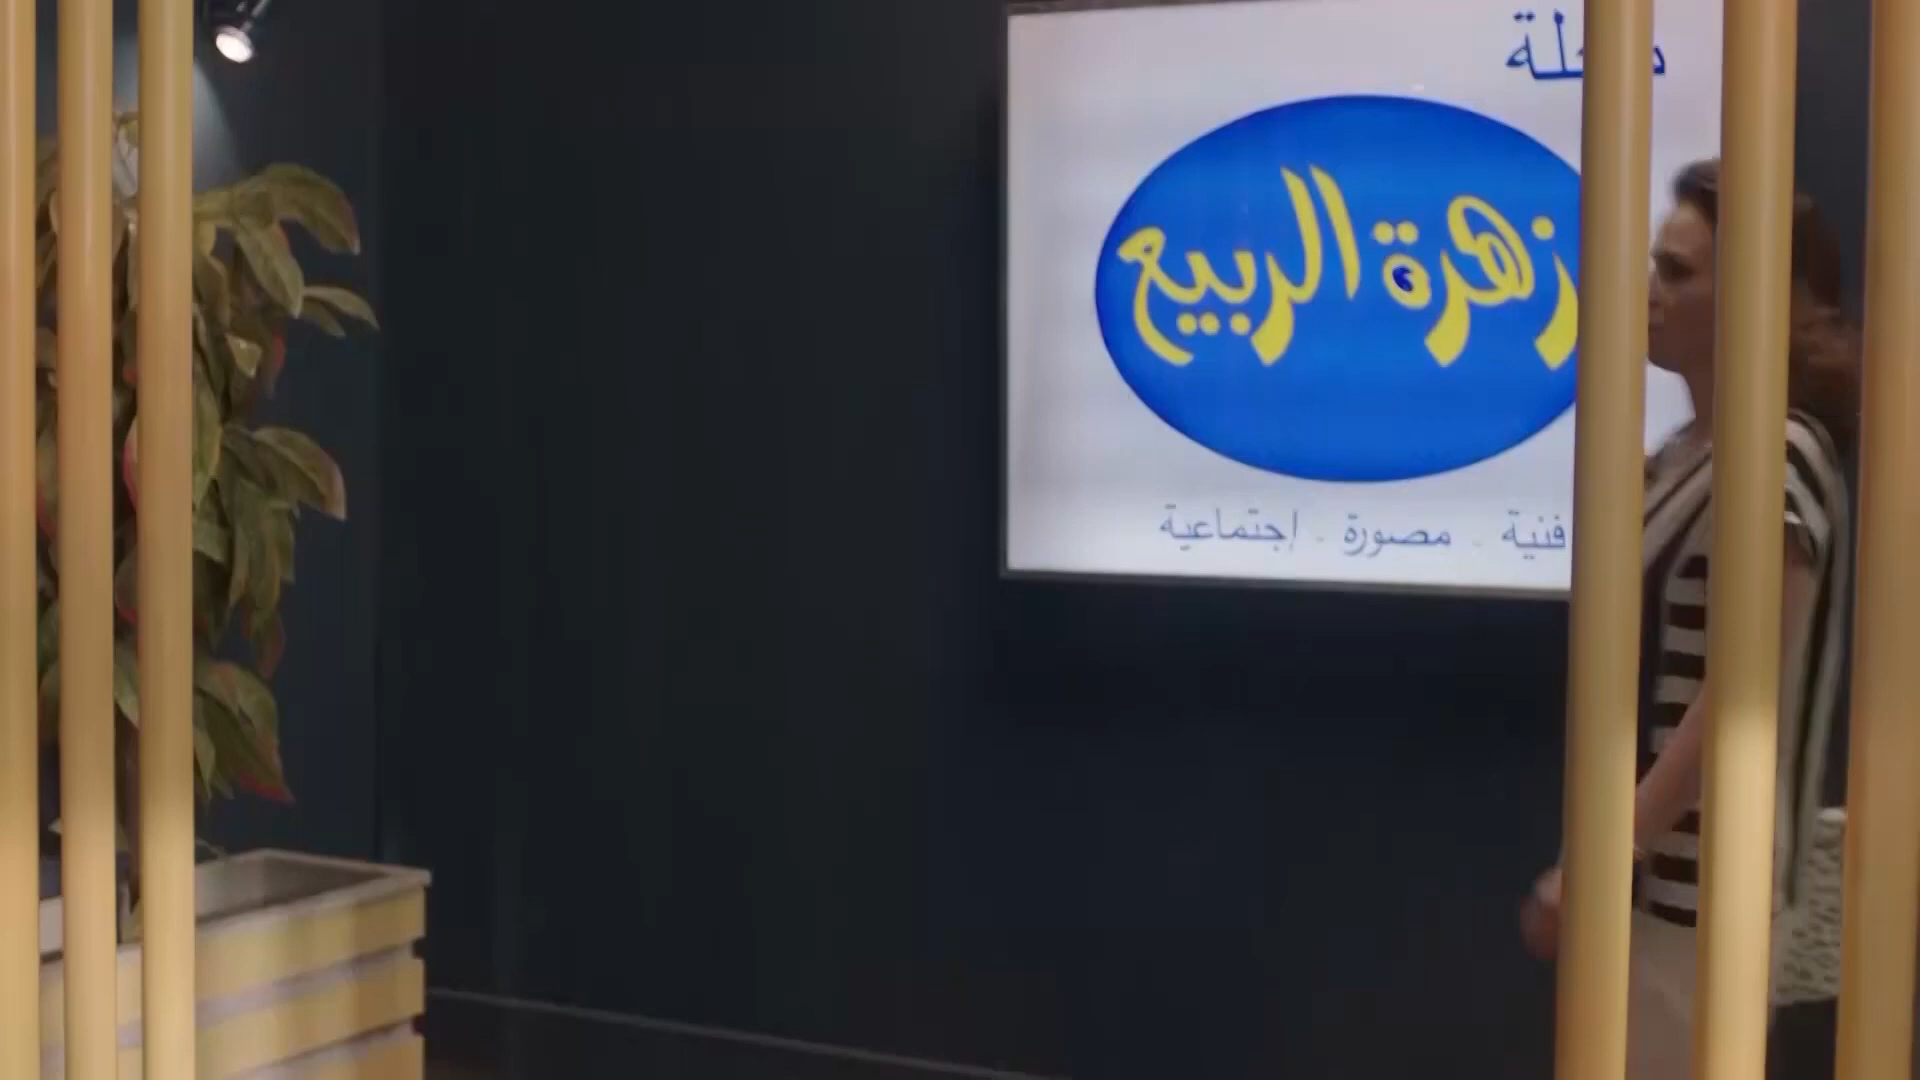 زهرة الربيع
فنية - مصورة - إجتماعية